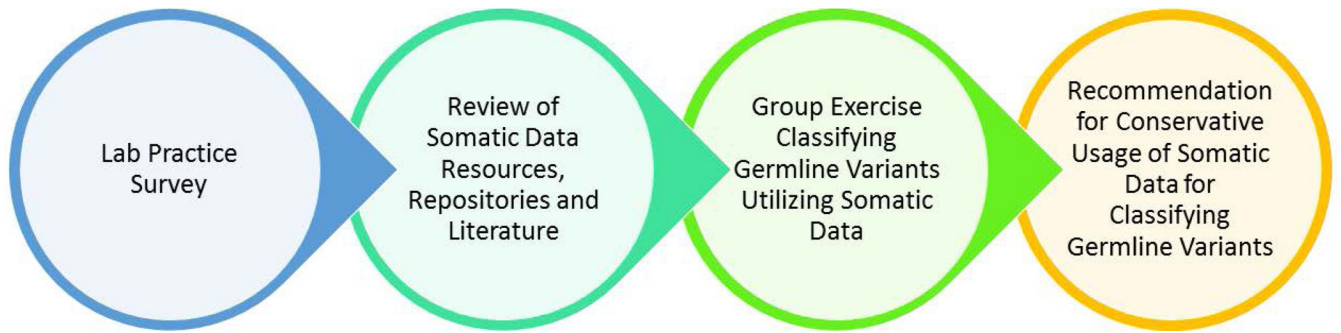 Lab Practice
Survey
Review of
Somatic Data
Resources,
Repositories and
Literature
Group Exercise
Classifying
Germline Variants
Utilizing Somatic
Data
Recommendation
for Conservative
Usage of Somatic
Data for
Classifying
Germline Variants